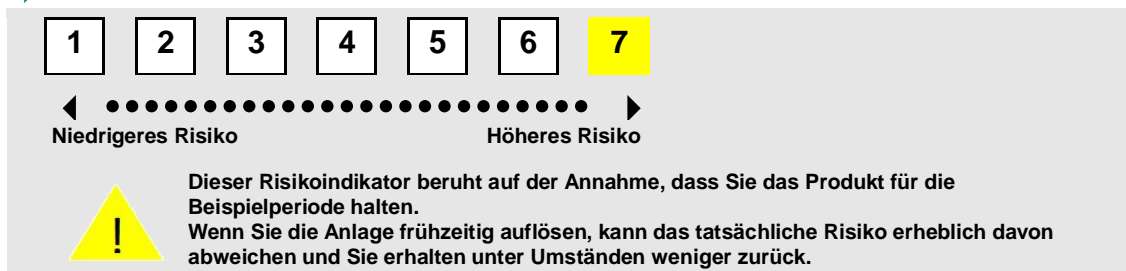 1 2 3 4 5 6 7
Niedrigeres Risiko Höheres Risiko
Dieser Risikoindikator beruht auf der Annahme, dass Sie das Produkt für die
Beispielperiode halten.
Wenn Sie die Anlage frühzeitig auflösen, kann das tatsächliche Risiko erheblich davon
abweichen und Sie erhalten unter Umständen weniger zurück.
!